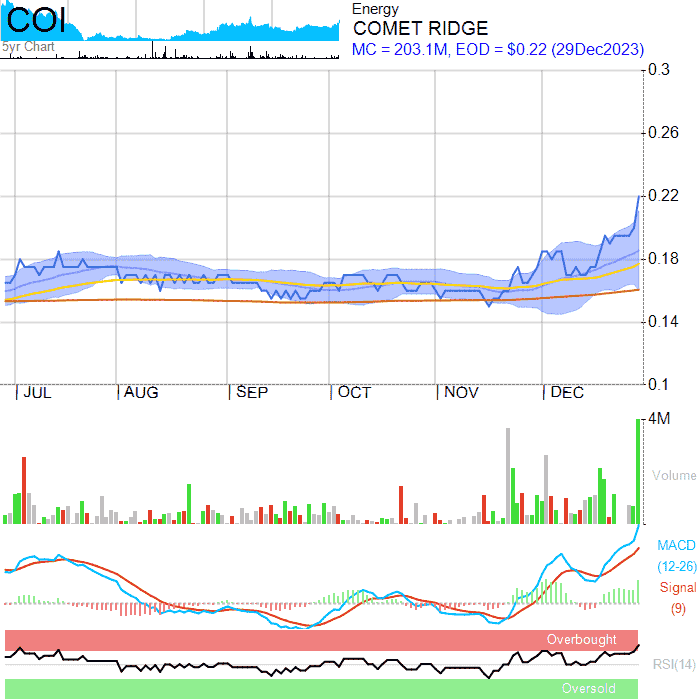 COI
5yr Chart
Energy
COMET RIDGE
MC = 203.1M, EOD = $0.22 (29Dec2023)
0.3
0.26
0.22
0.18
0.14
0.1
JUL AUG SEP OCT NOV DEC
4M
Volume
MACD
(12-26)
Signal
(9)
Overbought
RSI(14)
Oversold